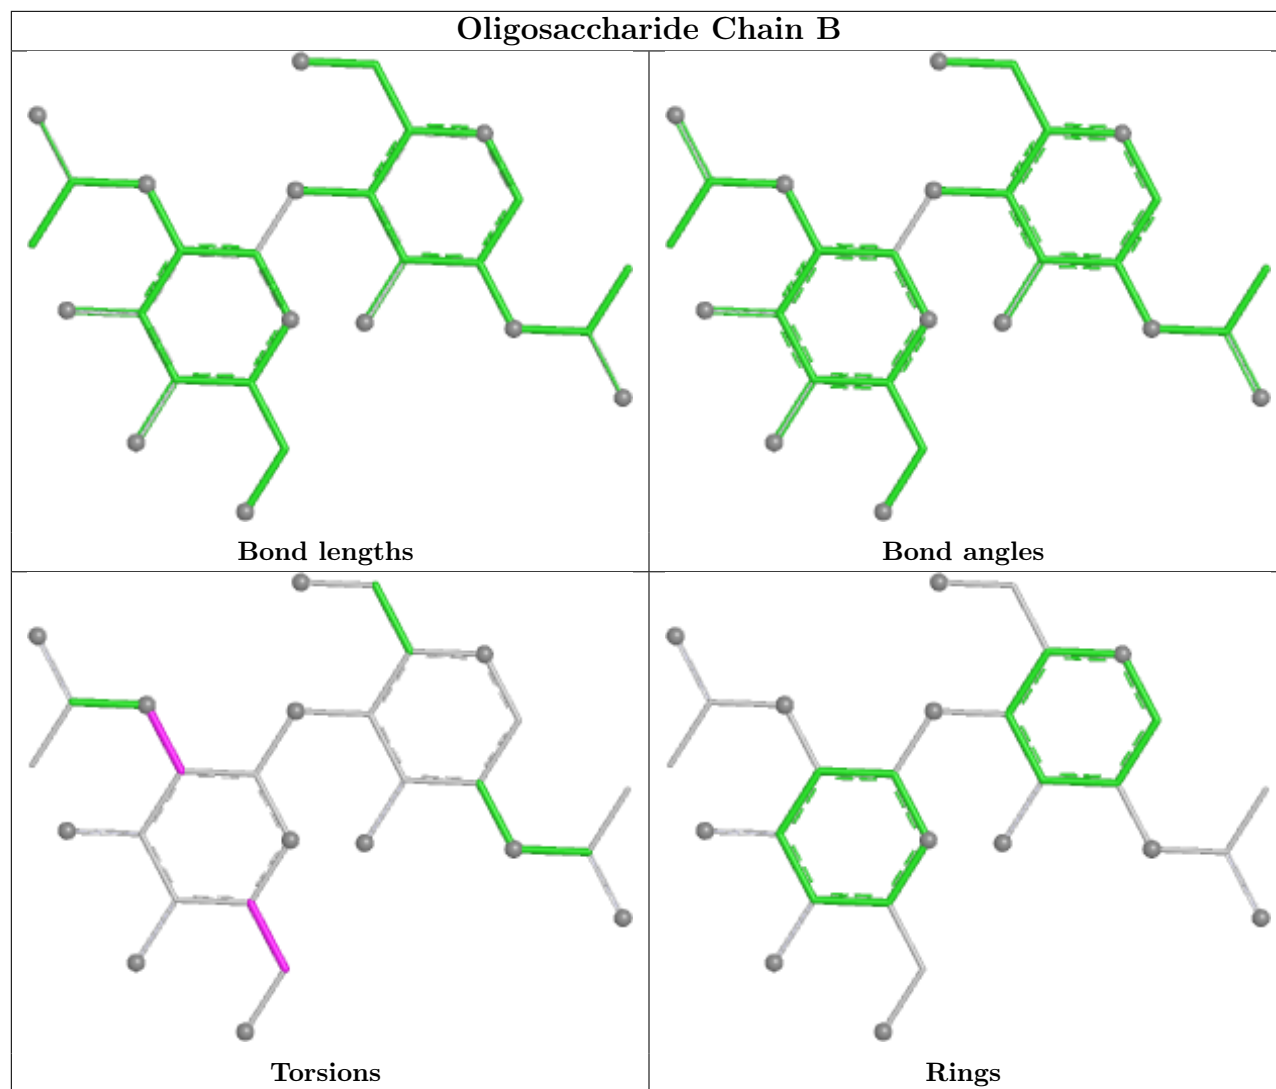 Oligosaccharide Chain B
Bond lengths
Bond angles
Torsions
Rings